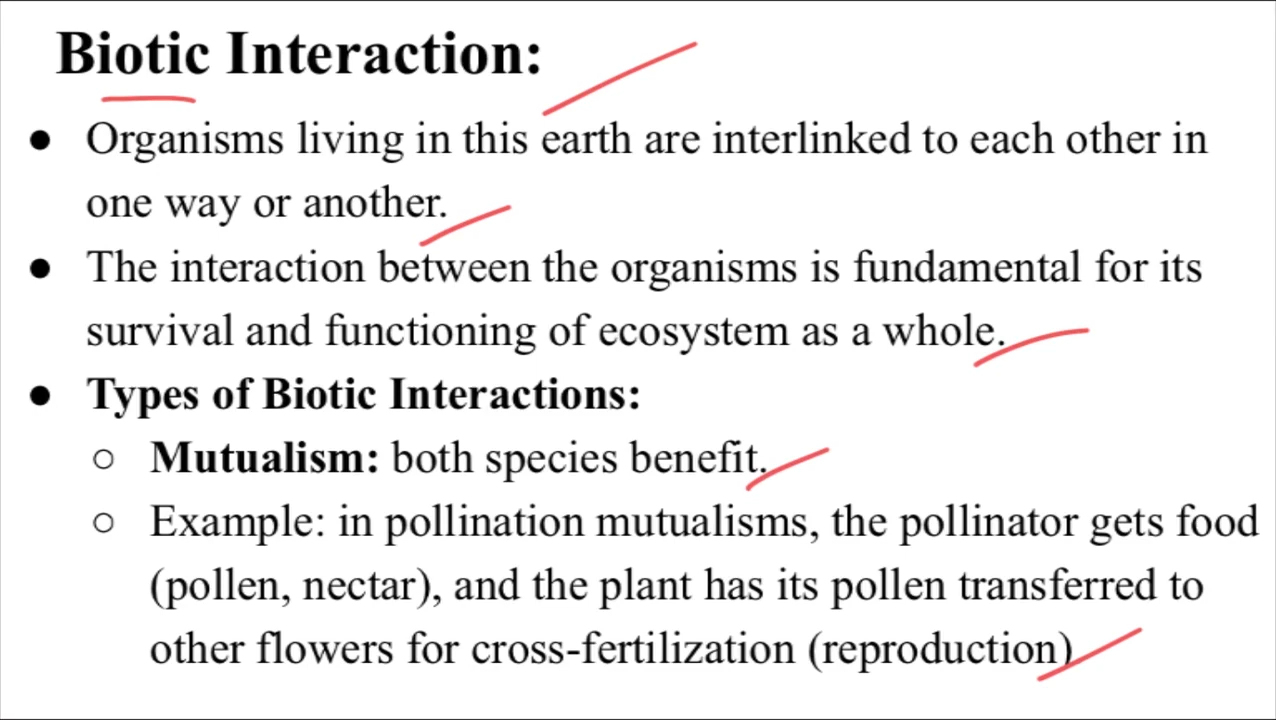 Biotic Interaction:
● Organisms living in this earth are interlinked to each other in
one way or another.
● The interaction between the organisms is fundamental for its
survival and functioning of ecosystem as a whole.
● Types of Biotic Interactions:
○ Mutualism: both species benefit.
○ Example: in pollination mutualisms, the pollinator gets food
(pollen, nectar), and the plant has its pollen transferred to
other flowers for cross-fertilization (reproduction)